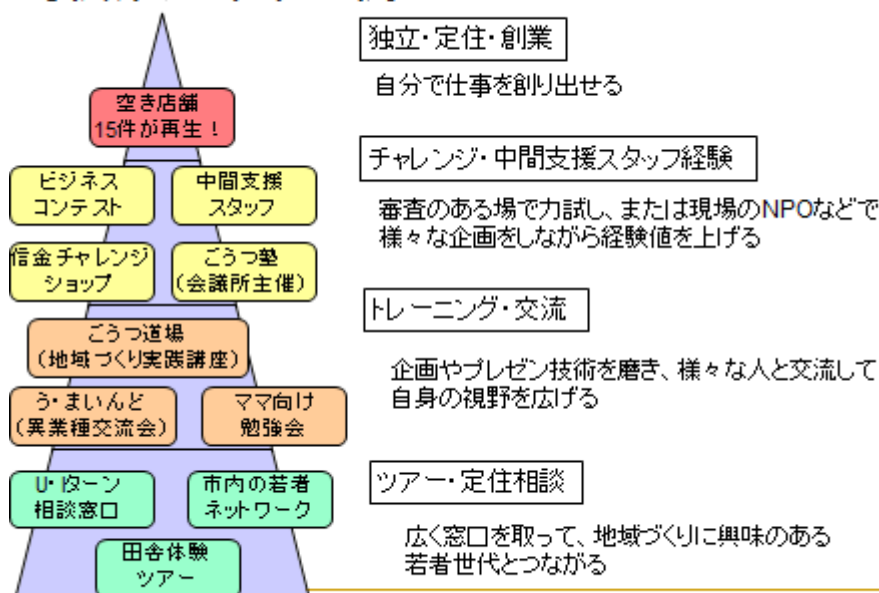 独立・定住・創業
自分で仕事を創り出せる
空き店舗
15件が再生！
チャレンジ・中間支援スタッフ経験
審査のある場で力試し、または現場のNPOなどで
様々な企画をしながら経験値を上げる
ビジネス
コンテスト
中間支援
スタッフ
信金チャレンジ
ショップ
ごうつ塾
（会議所主催）
トレーニング・交流
企画やプレゼン技術を磨き、様々な人と交流して
自身の視野を広げる
ごうつ道場
（地域づくり実践講座）
う・まいんど
（異業種交流会）
ママ向け
勉強会
ツアー・定住相談
広く窓口を取って、地域づくりに興味のある
若者世代とつながる
U・Iターン
相談窓口
市内の若者
ネットワーク
田舎体験
ツアー